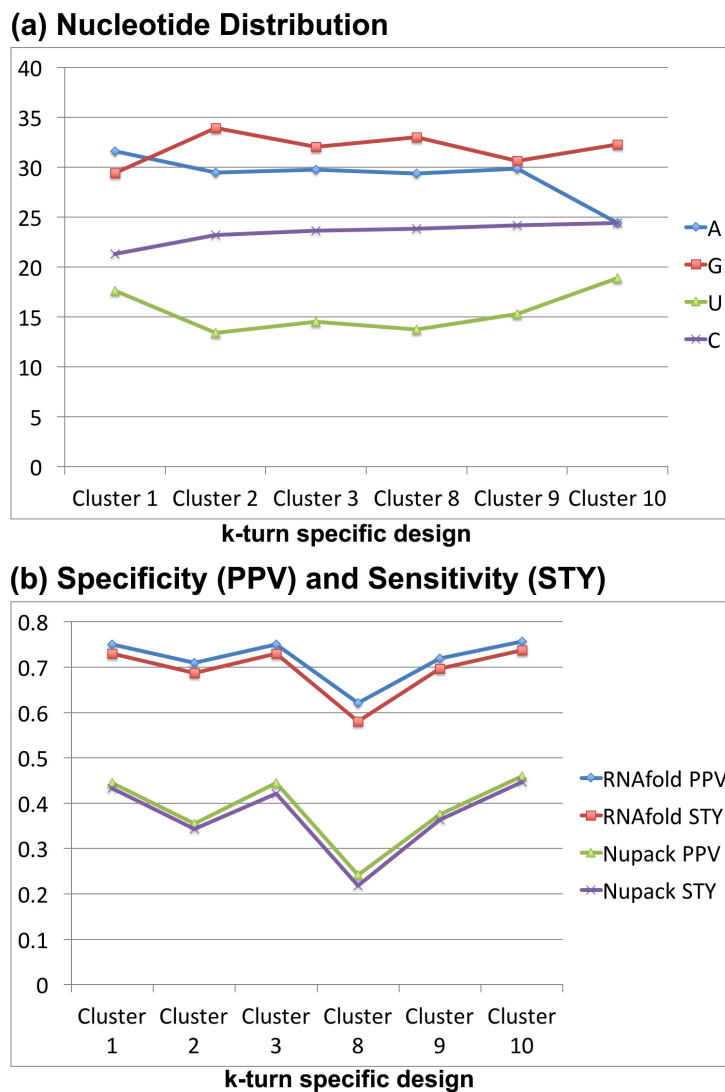 (a) Nucleotide Distribution
40
35
30
25
20
15
10
5
0
A
G
U
C
Cluster 1 Cluster 2 Cluster 3 Cluster 8 Cluster 9 Cluster 10
k-turn specific design
(b) Specificity (PPV) and Sensitivity (STY)
0.8
0.7
0.6
0.5
0.4
0.3
0.2
0.1
0
RNAfold PPV
RNAfold STY
Nupack PPV
Nupack STY
Cluster Cluster Cluster Cluster Cluster Cluster
1 2 3 8 9 10
k-turn specific design